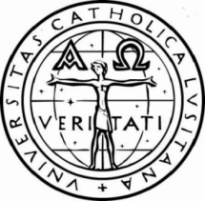 VNIVERSITAS CATHOLICA LVSITANA +
Α Ω
VERITATI